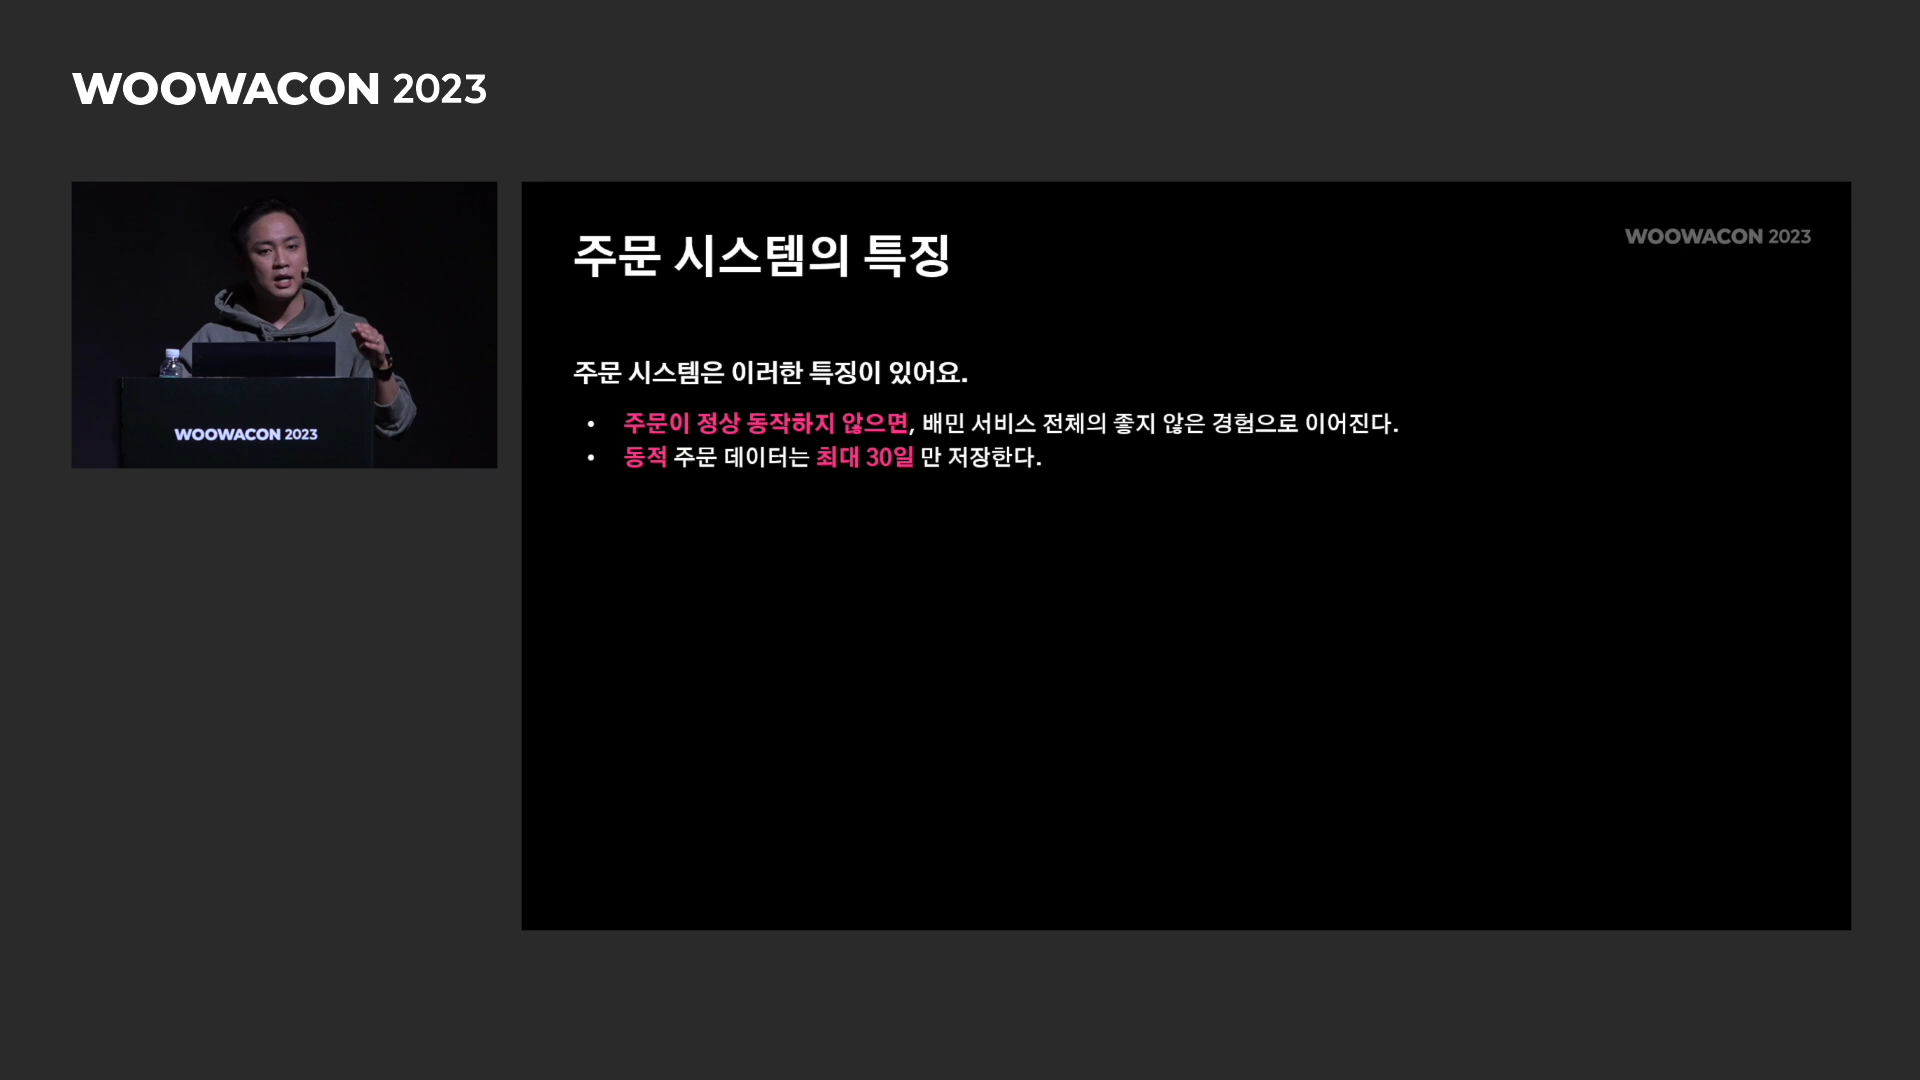 WOOWACON 2023
WOOWACON 2023
주문 시스템의 특징
WOOWACON 2023
주문 시스템은 이러한 특징이 있어요.
• 주문이 정상 동작하지 않으면, 배민 서비스 전체의 좋지 않은 경험으로 이어진다.
• 동적 주문 데이터는 최대 30일 만 저장한다.